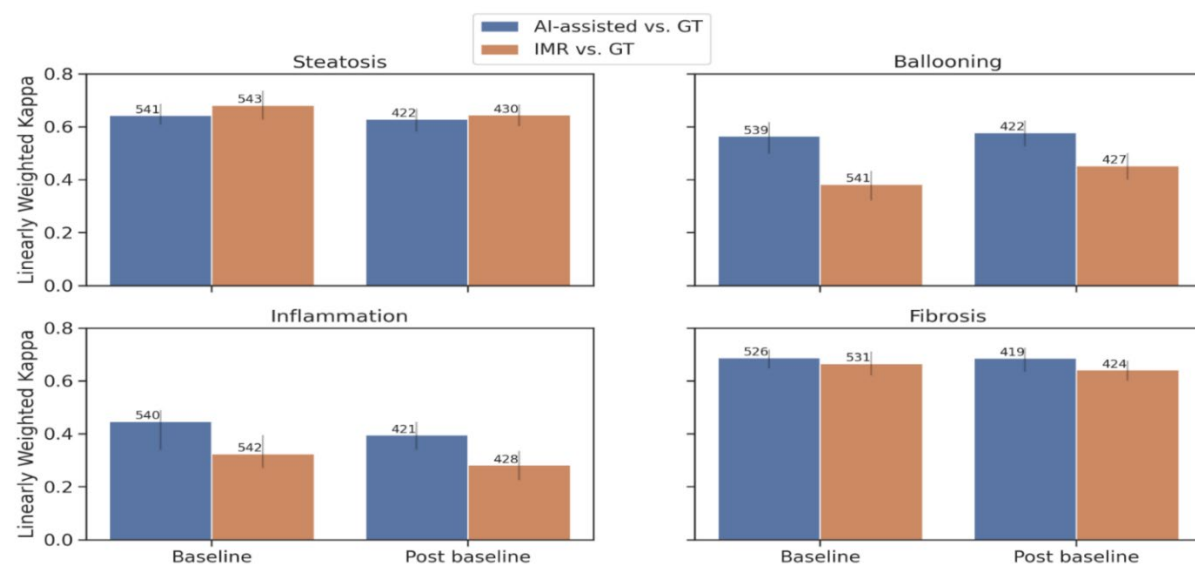 AI-assisted vs. GT
IMR vs. GT
Steatosis
Linearly Weighted Kappa
0.8
0.6
0.4
0.2
0.0
541
543
422
430
Ballooning
539
541
422
427
Inflammation
Linearly Weighted Kappa
0.8
0.6
0.4
0.2
0.0
540
542
421
428
Baseline
Post baseline
Fibrosis
526
531
419
424
Baseline
Post baseline